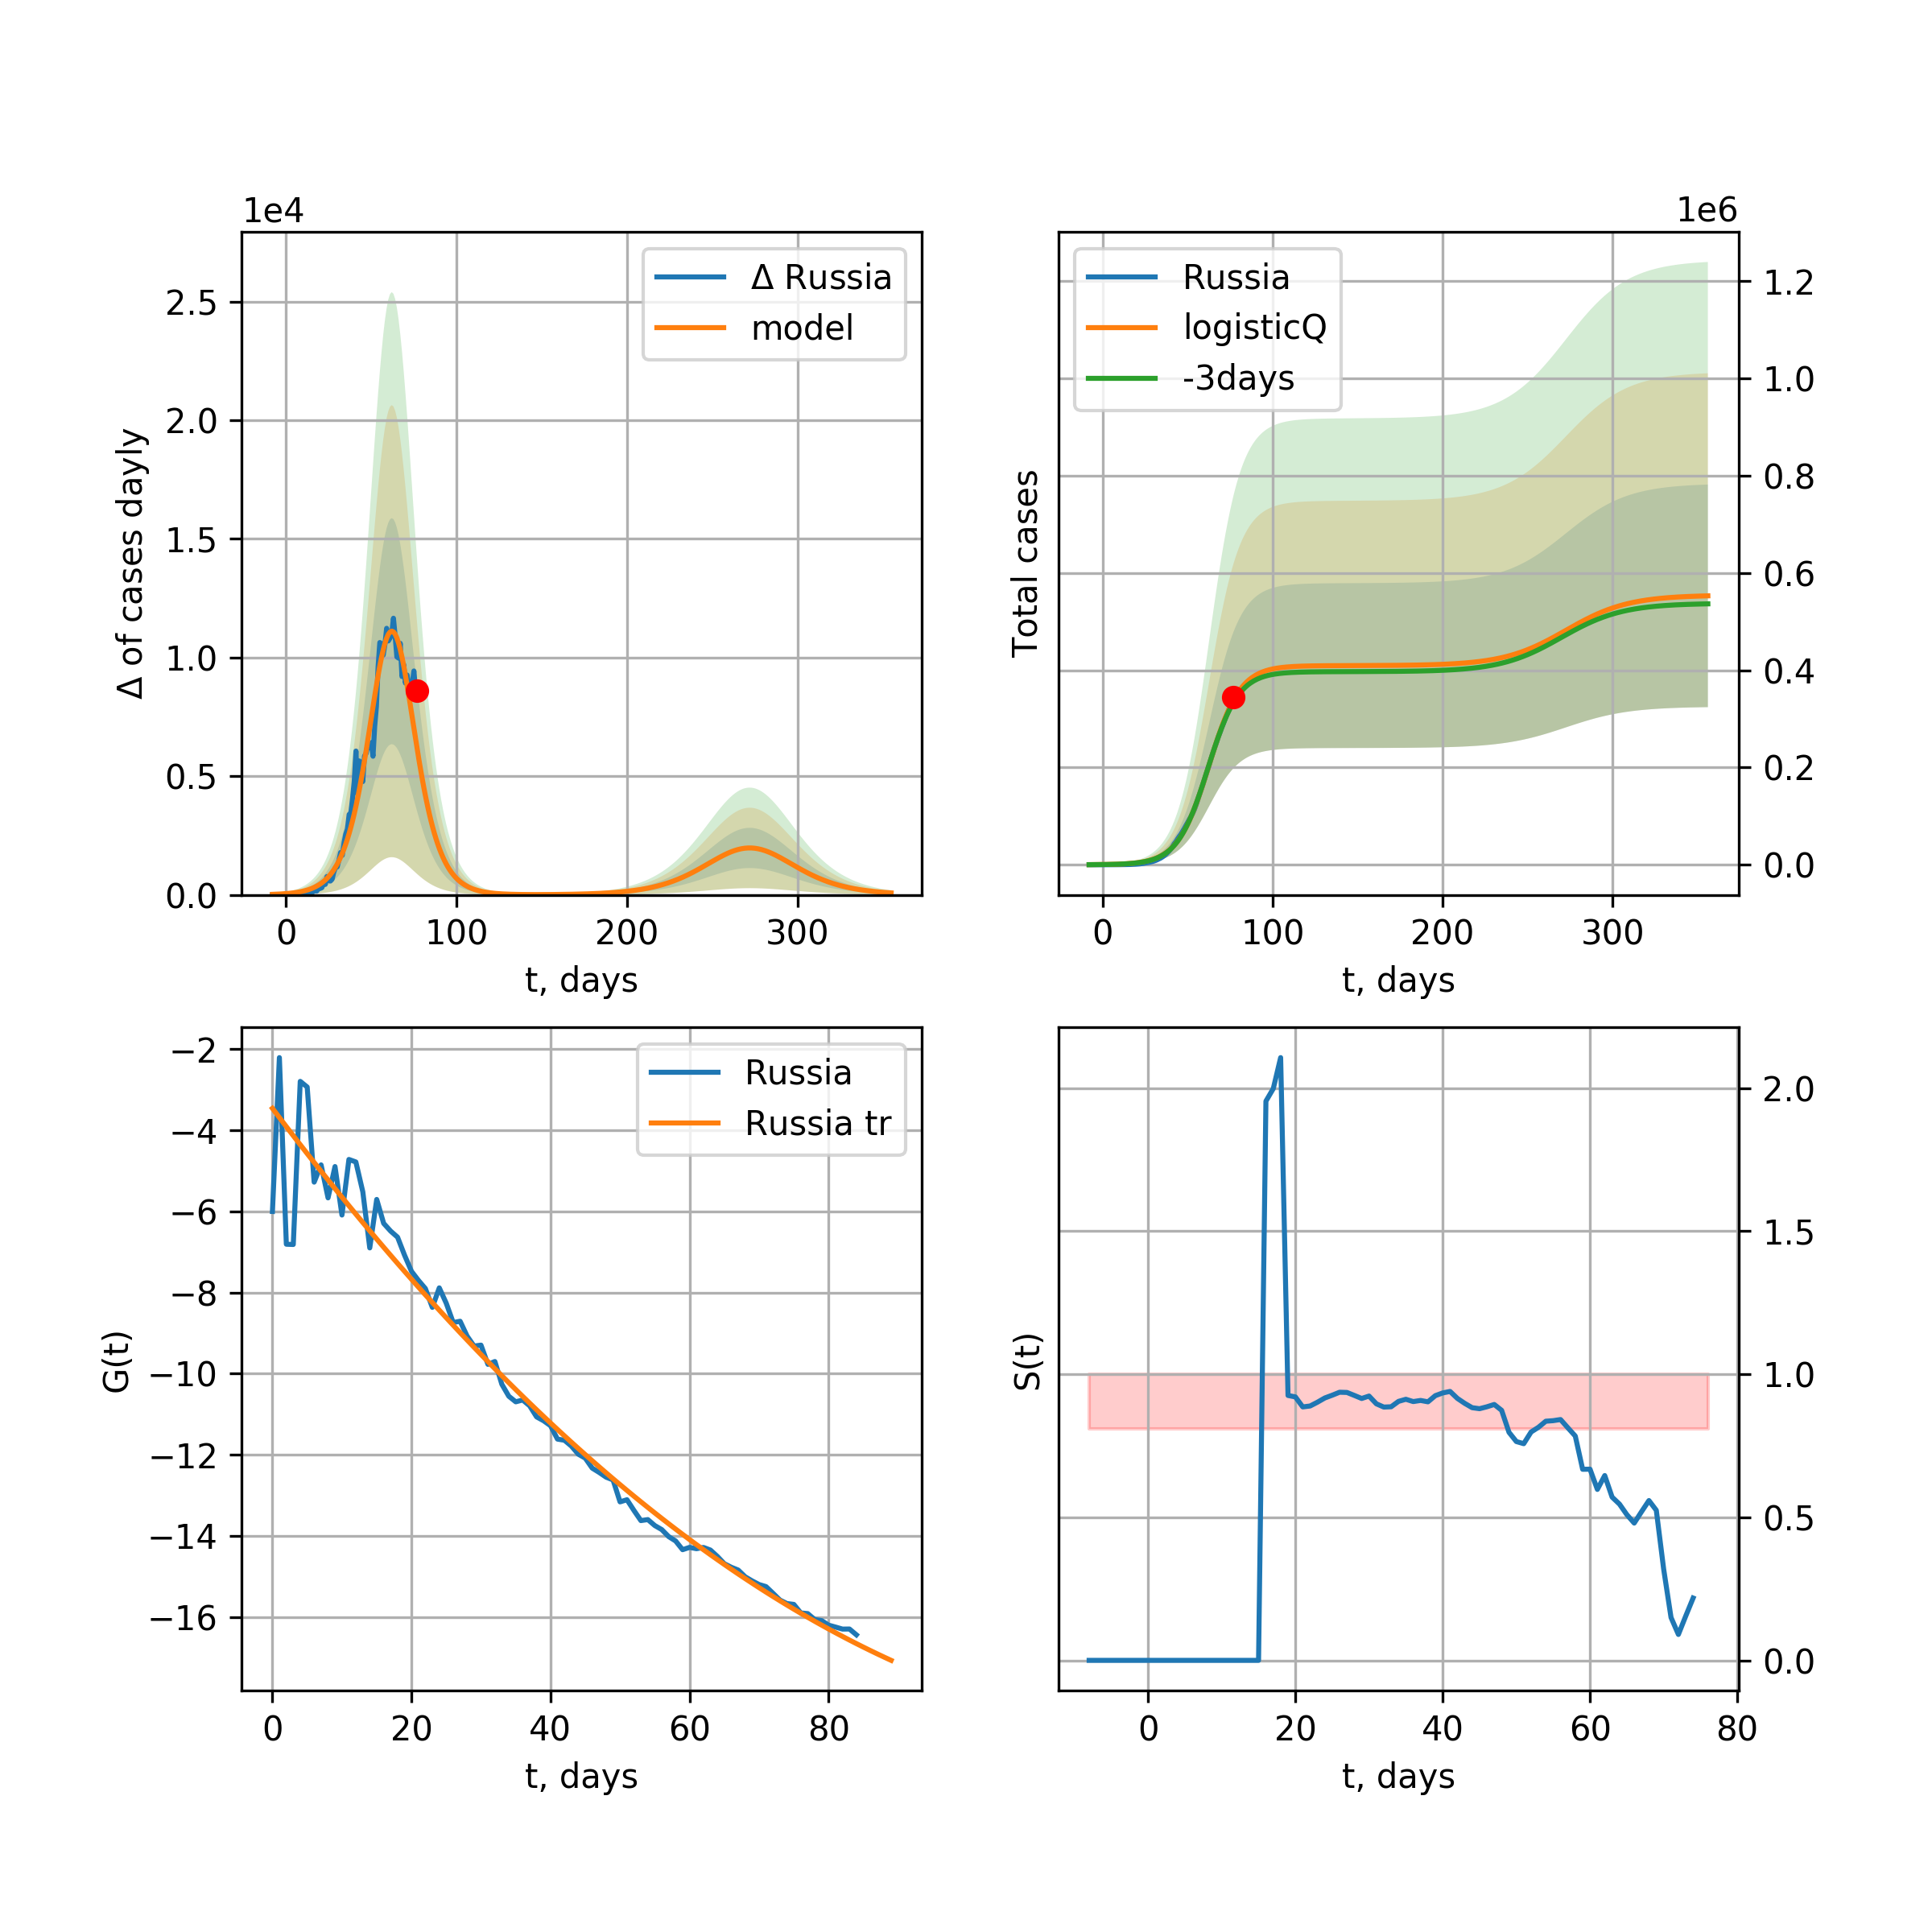 1e4
Δ of cases dayly
2.5
2.0
1.5
1.0
0.5
0.0
0 100 200 300
t, days
Δ Russia
model
1e6
Total cases
1.2
1.0
0.8
0.6
0.4
0.2
0.0
0 100 200 300
t, days
Russia
logisticQ
-3days
G(t)
−2
−4
−6
−8
−10
−12
−14
−16
0 20 40 60 80
t, days
Russia
Russia tr
S(t)
2.0
1.5
1.0
0.5
0.0
0 20 40 60 80
t, days